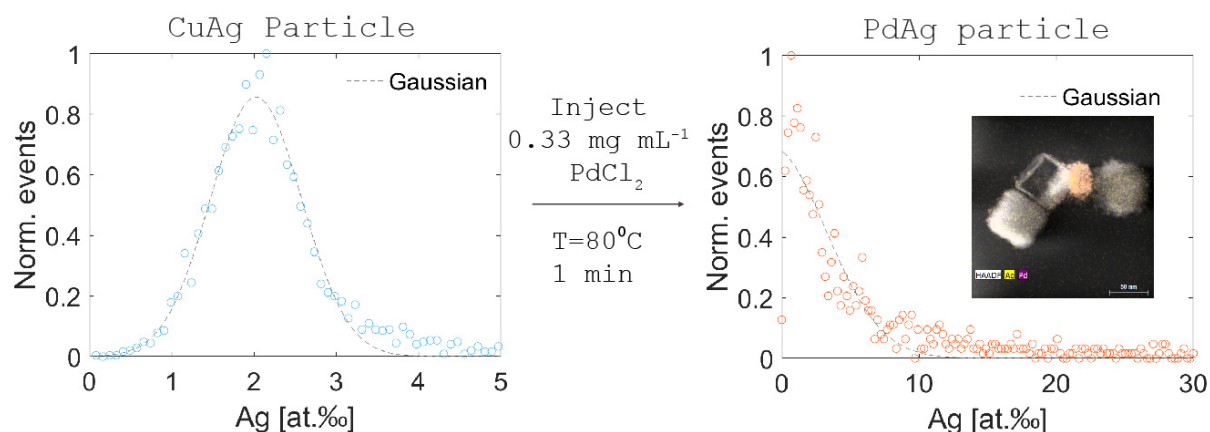 CuAg Particle
Norm. events
1
0.8
0.6
0.4
0.2
0
Gaussian
0 1 2 3 4 5
Ag [at.‰]
Inject
0.33 mg mL⁻¹
PdCl₂
T=80⁰C
1 min
PdAg particle
Norm. events
1
0.8
0.6
0.4
0.2
0
Gaussian
HAADF Ag Pd
50 nm
0 10 20 30
Ag [at.‰]